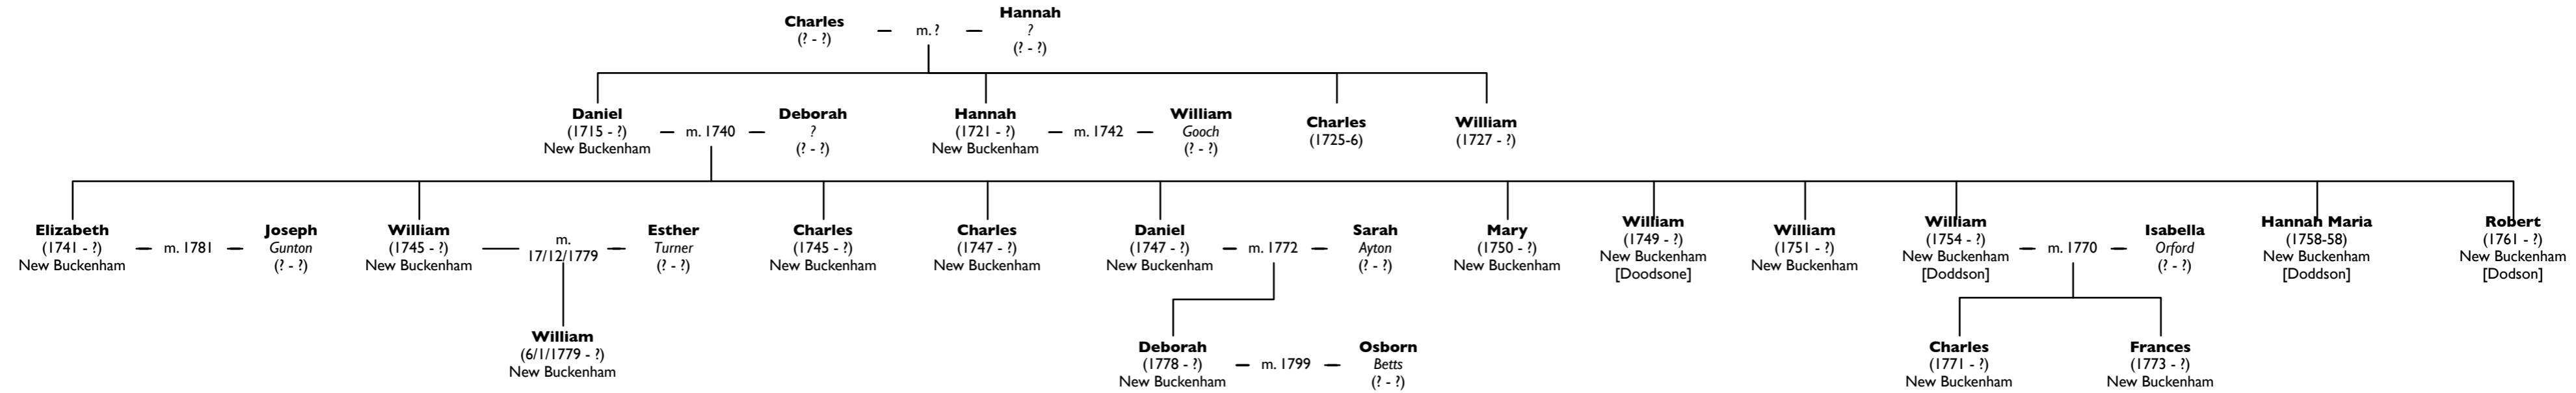 Charles
(? - ?)
m. ?
Hannah
?
(? - ?)
Daniel
(1715 - ?)
New Buckenham
m. 1740
Deborah
?
(? - ?)
Hannah
(1721 - ?)
New Buckenham
m. 1742
William
Gooch
(? - ?)
Charles
(1725-6)
William
(1727 - ?)
Elizabeth
(1741 - ?)
New Buckenham
m. 1781
Joseph
Gunton
(? - ?)
William
(1745 - ?)
New Buckenham
m.
17/12/1779
Esther
Turner
(? - ?)
Charles
(1745 - ?)
New Buckenham
Charles
(1747 - ?)
New Buckenham
Daniel
(1747 - ?)
New Buckenham
m. 1772
Sarah
Ayton
(? - ?)
Mary
(1750 - ?)
New Buckenham
William
(1749 - ?)
New Buckenham
[Doodsone]
William
(1751 - ?)
New Buckenham
William
(1754 - ?)
New Buckenham
[Doddson]
m. 1770
Isabella
Orford
(? - ?)
Hannah Maria
(1758-58)
New Buckenham
[Doddson]
Robert
(1761 - ?)
New Buckenham
[Dodson]
William
(6/1/1779 - ?)
New Buckenham
Deborah
(1778 - ?)
New Buckenham
m. 1799
Osborn
Betts
(? - ?)
Charles
(1771 - ?)
New Buckenham
Frances
(1773 - ?)
New Buckenham